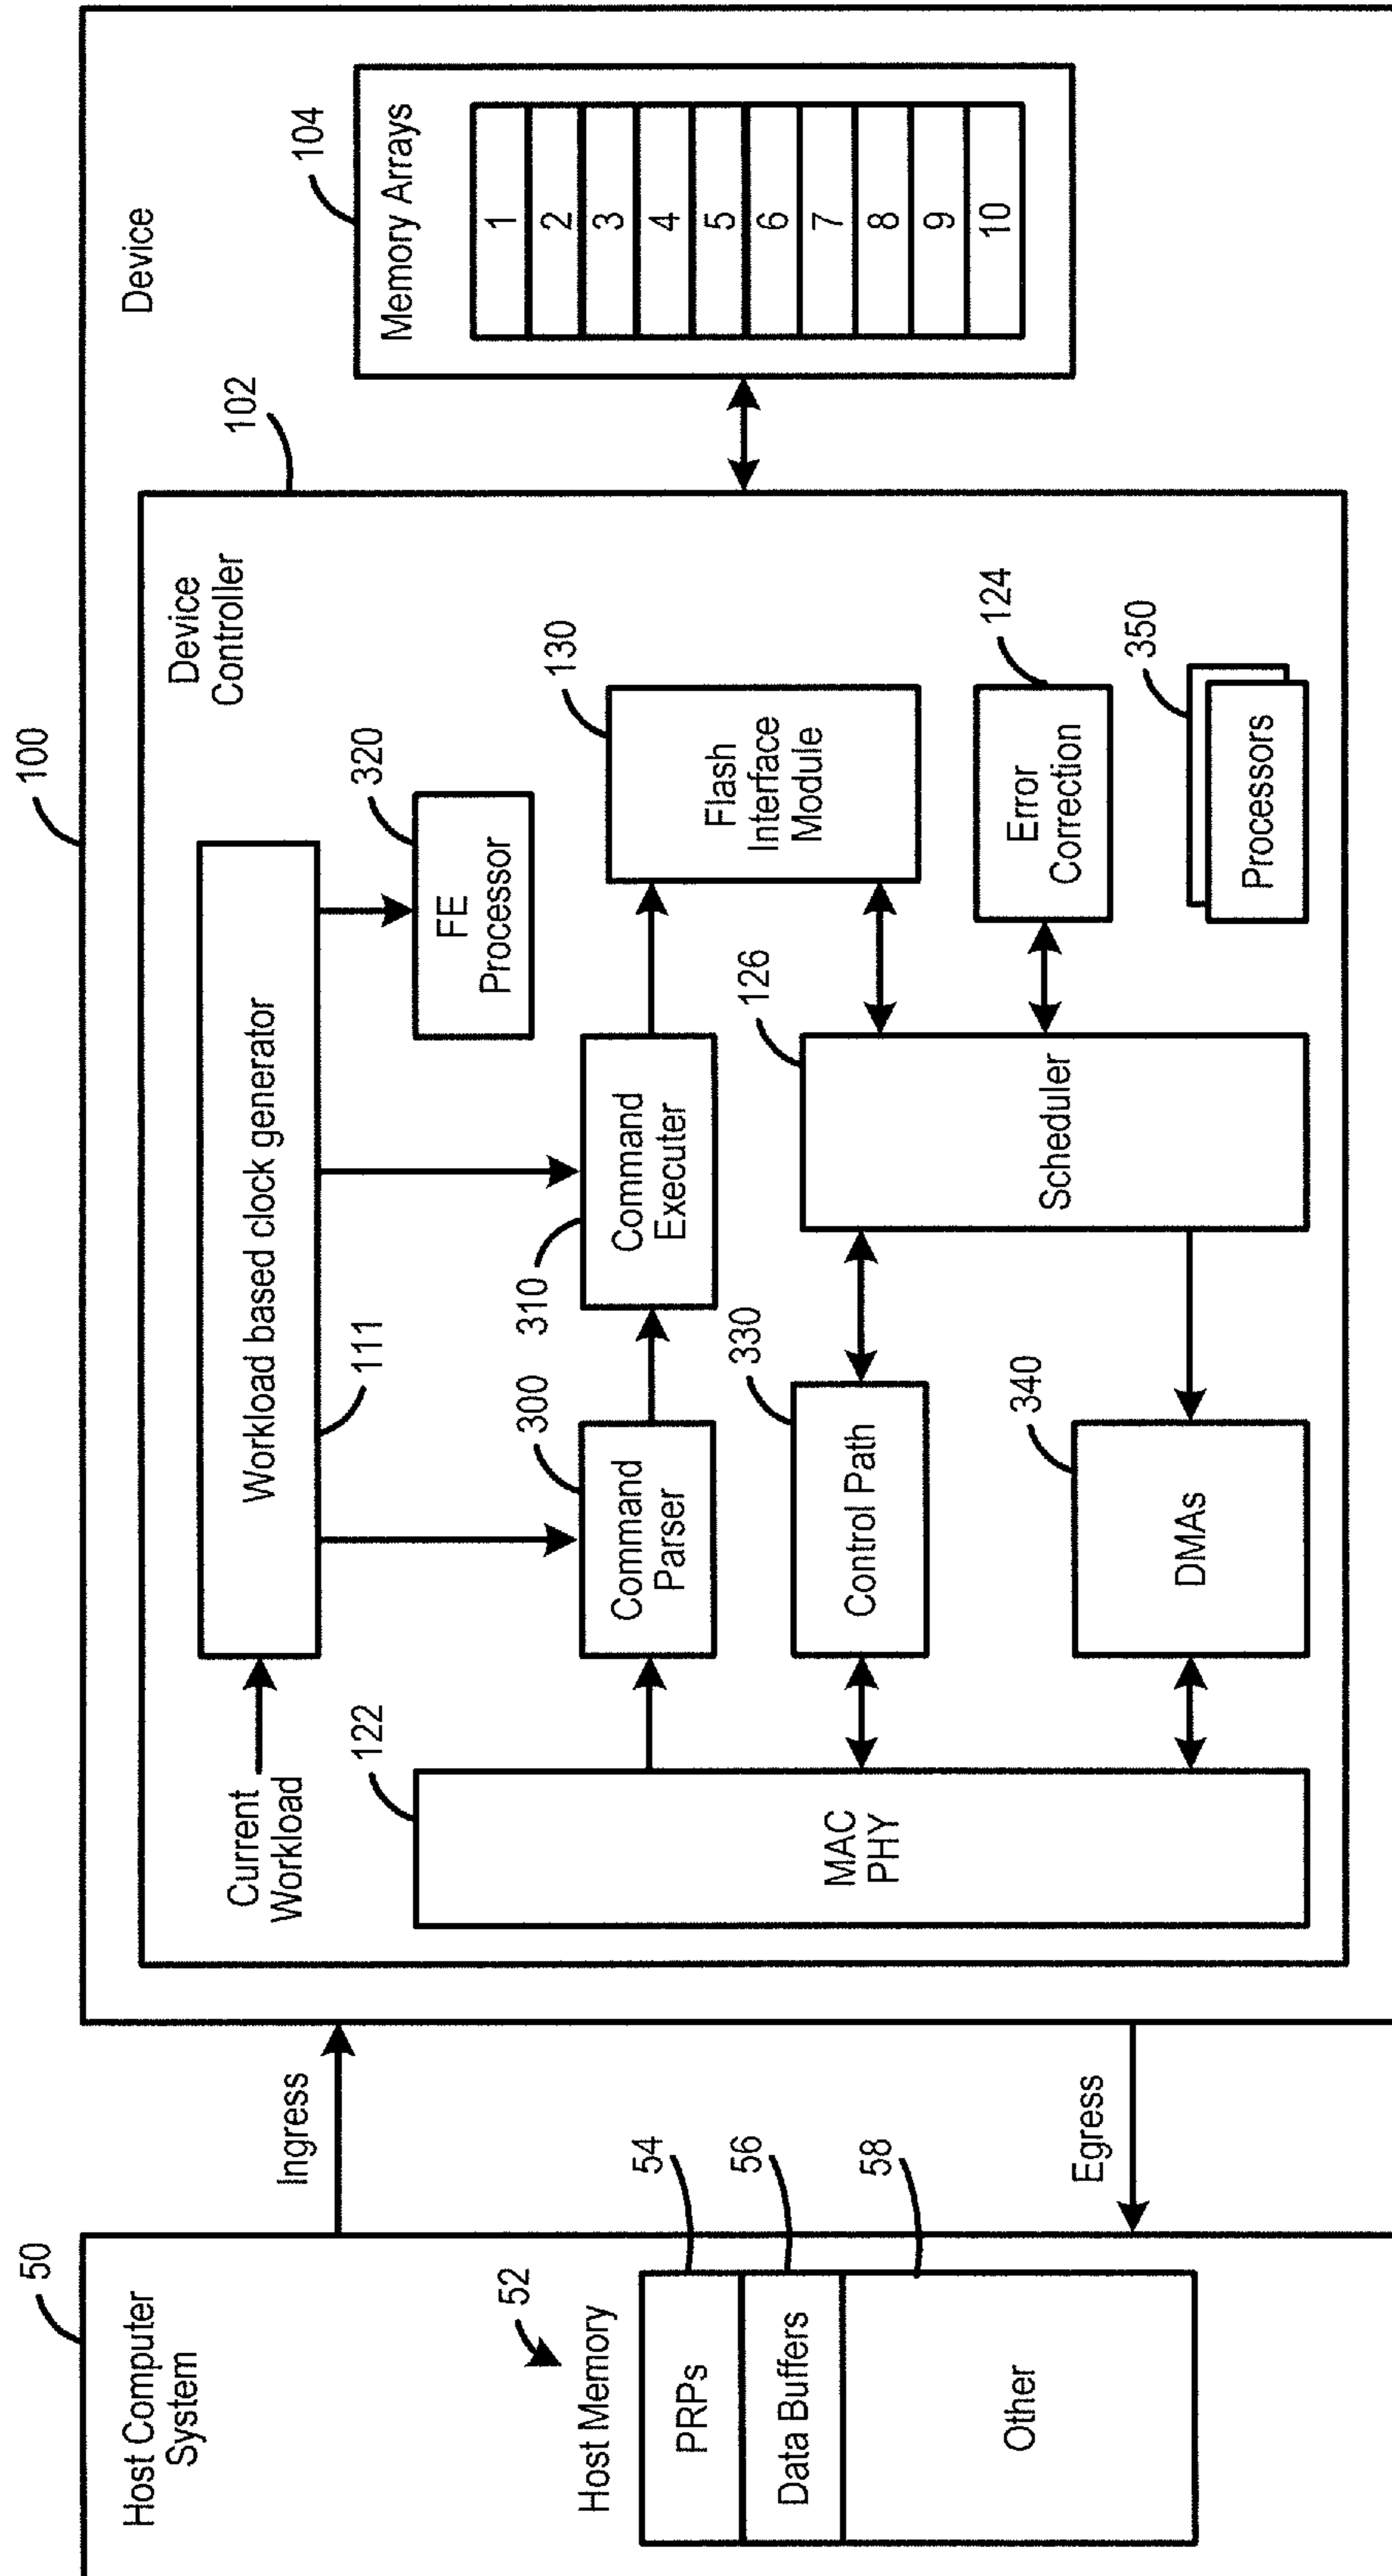 50
Host Computer
System
52
Host Memory
PRPs
54
Data Buffers
56
Other
58
Ingress
Egress
100
Device
102
Device
Controller
Current
Workload
Workload based clock generator
111
122
MAC
PHY
300
Command
Parser
310
Command
Executer
320
FE
Processor
130
Flash
Interface
Module
330
Control Path
126
Scheduler
124
Error
Correction
340
DMAs
350
Processors
104
Memory Arrays
1
2
3
4
5
6
7
8
9
10